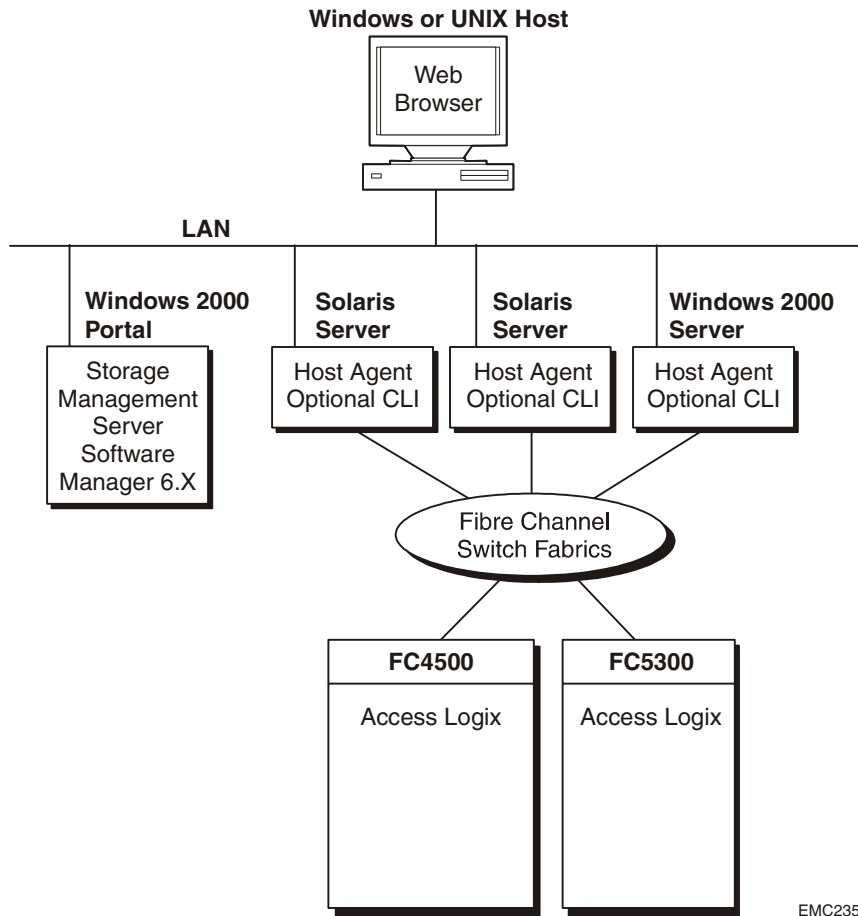 Windows or UNIX Host
Web
Browser
LAN
Windows 2000
Portal
Solaris
Server
Solaris
Server
Windows 2000
Server
Storage
Management
Server
Software
Manager 6.X
Host Agent
Optional CLI
Host Agent
Optional CLI
Host Agent
Optional CLI
Fibre Channel
Switch Fabrics
FC4500
FC5300
Access Logix
Access Logix
EMC235